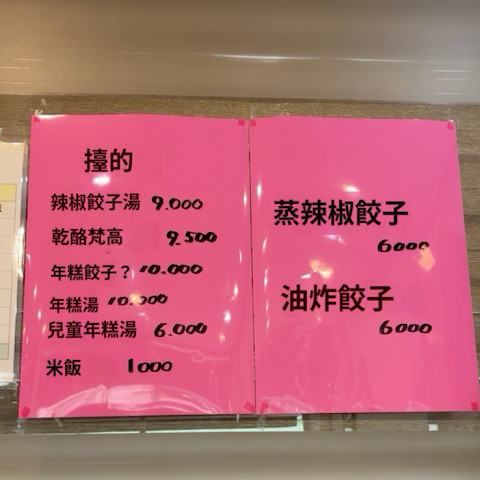 擡的
辣椒餃子湯 9.000
乾酪梵高 9.500
年糕餃子？ 10.000
年糕湯 10.000
兒童年糕湯 6.000
米飯 1000
蒸辣椒餃子
6000
油炸餃子
6000